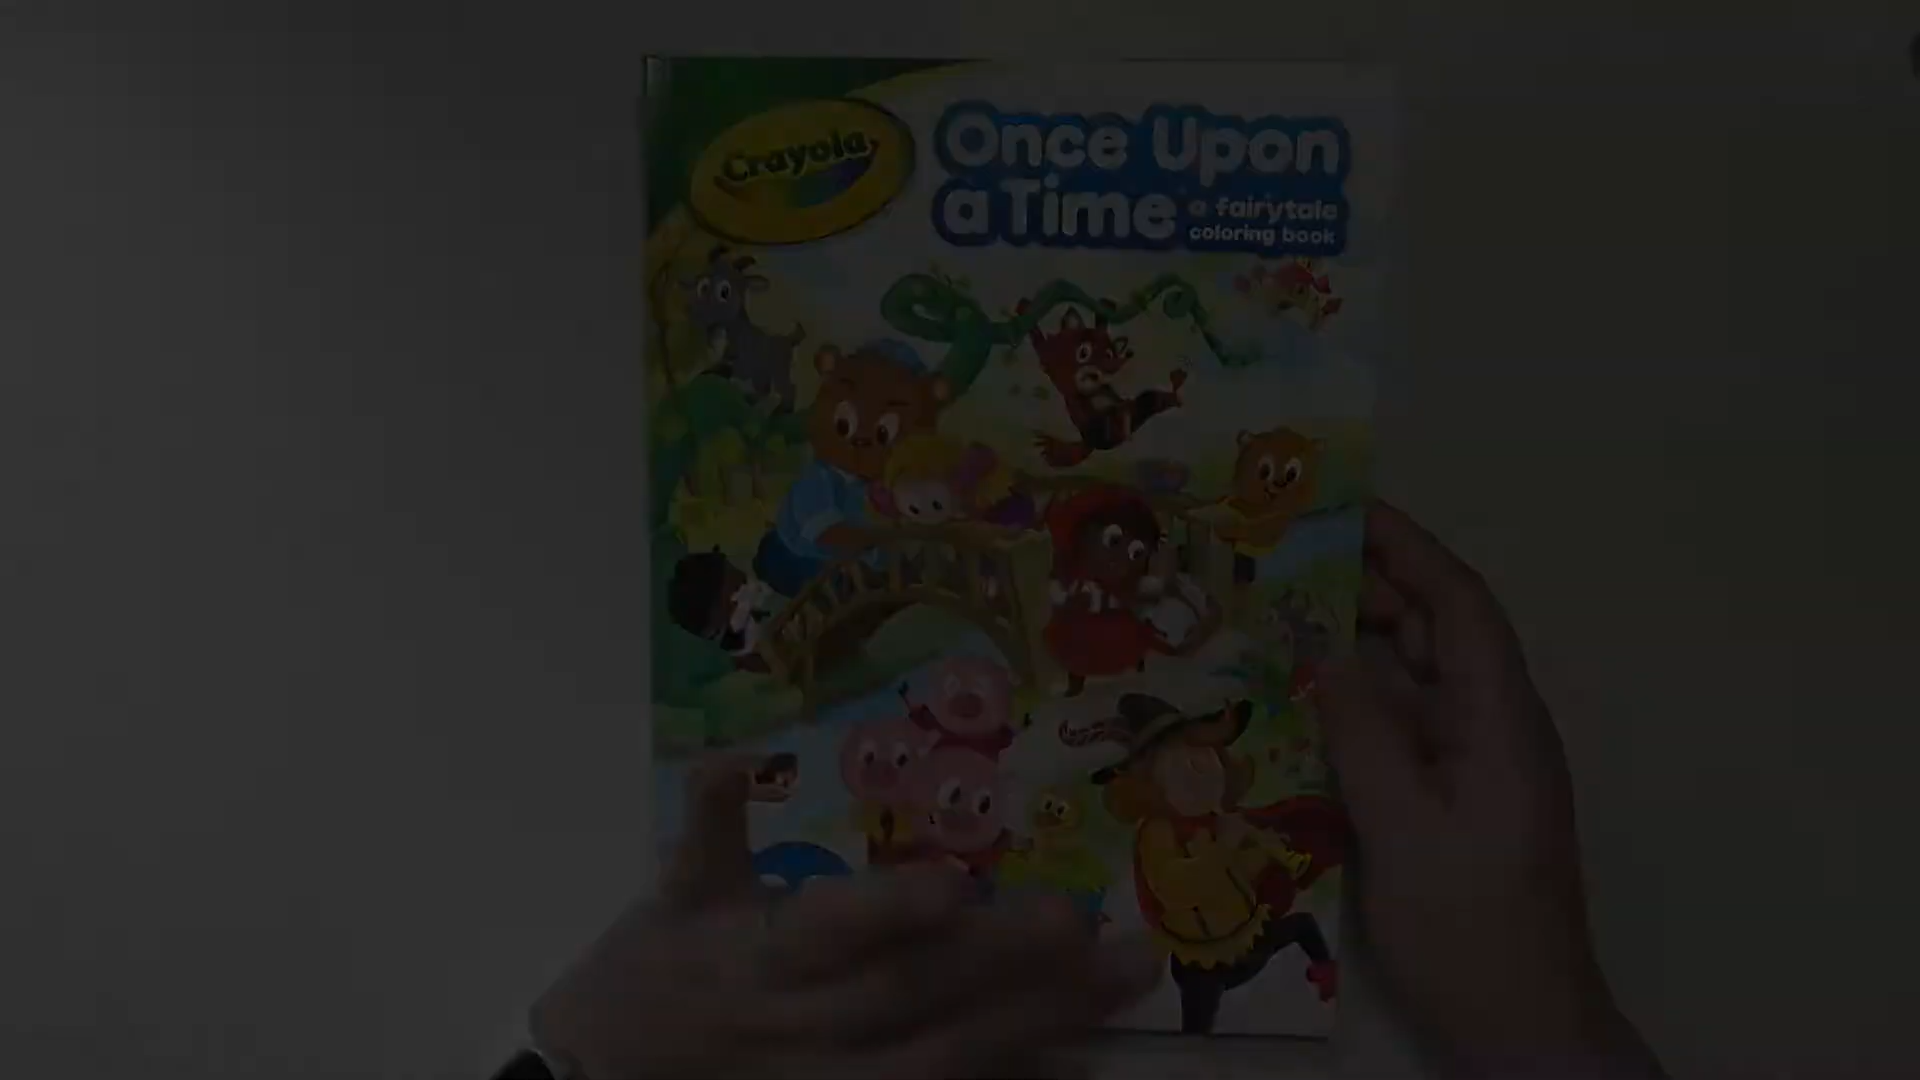 Crayola
Once Upon
a Time
a fairytale
coloring book